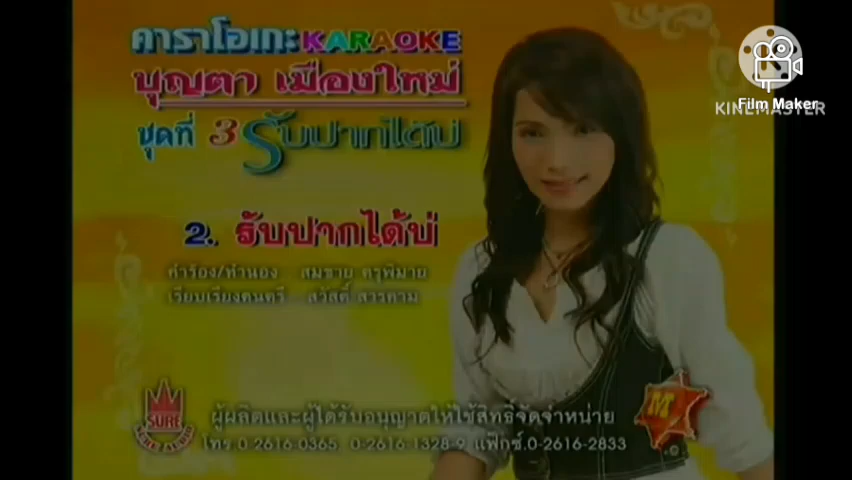 คาราโอเกะ KARAOKE
บุญตา เมืองใหม่
ชุดที่ 3 รับปากได้บ่
2. รับปากได้บ่
คำร้อง/ทำนอง สมชาย ครุพิมาย
เรียบเรียงดนตรี สวัสดิ์ สารคาม
ผู้ผลิตและผู้ได้รับอนุญาตให้ใช้สิทธิ์จัดจำหน่าย
โทร.0-2616-0365, 0-2616-1328-9 แฟ๊กซ์.0-2616-2833
SURE
M
Film Maker
KINEMASTER